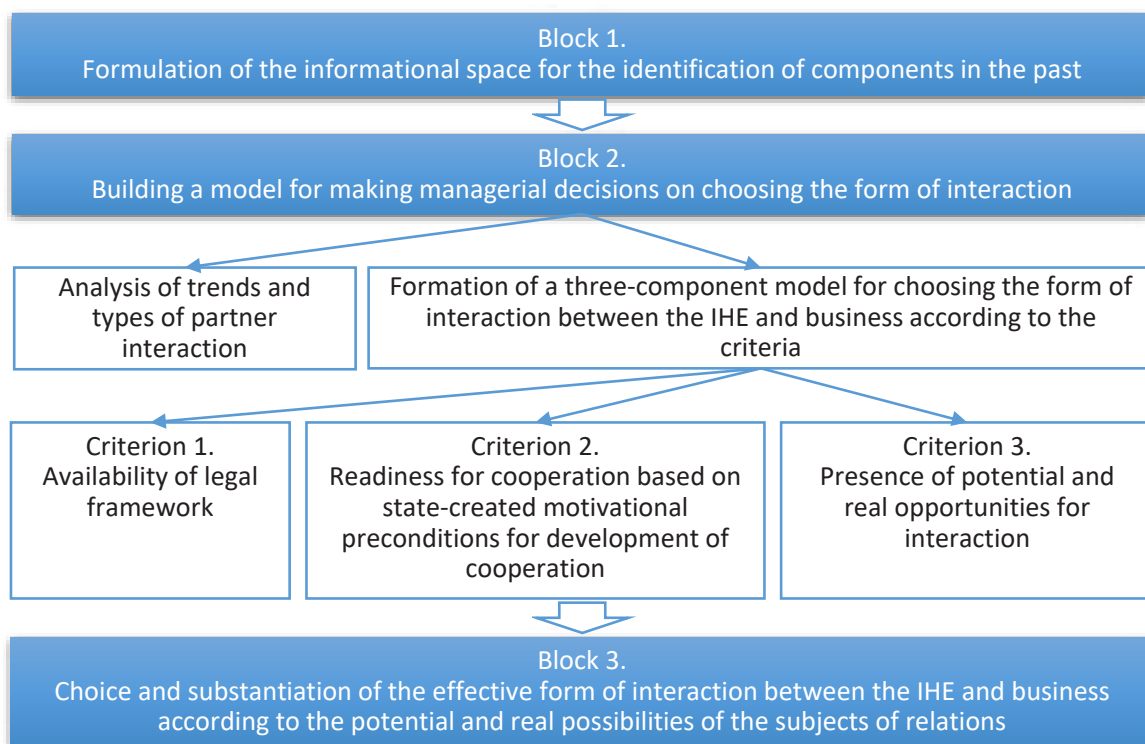 Block 1.
Formulation of the informational space for the identification of components in the past
Block 2.
Building a model for making managerial decisions on choosing the form of interaction
Analysis of trends and
types of partner
interaction
Formation of a three-component model for choosing the form of
interaction between the IHE and business according to the
criteria
Criterion 1.
Availability of legal
framework
Criterion 2.
Readiness for cooperation based on
state-created motivational
preconditions for development of
cooperation
Criterion 3.
Presence of potential and
real opportunities for
interaction
Block 3.
Choice and substantiation of the effective form of interaction between the IHE and business
according to the potential and real possibilities of the subjects of relations